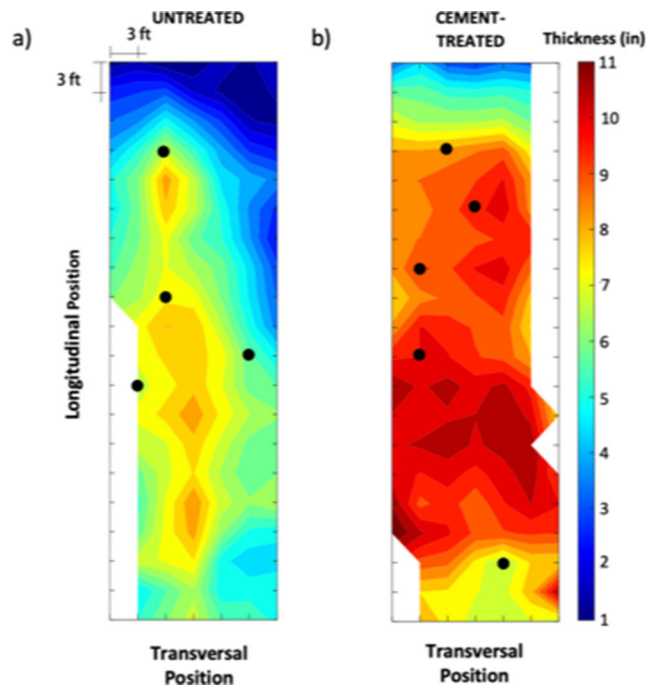 a)
UNTREATED
3 ft
3 ft
Longitudinal Position
Transversal
Position
b)
CEMENT-
TREATED
Transversal
Position
Thickness (in)
11
10
9
8
7
6
5
4
3
2
1